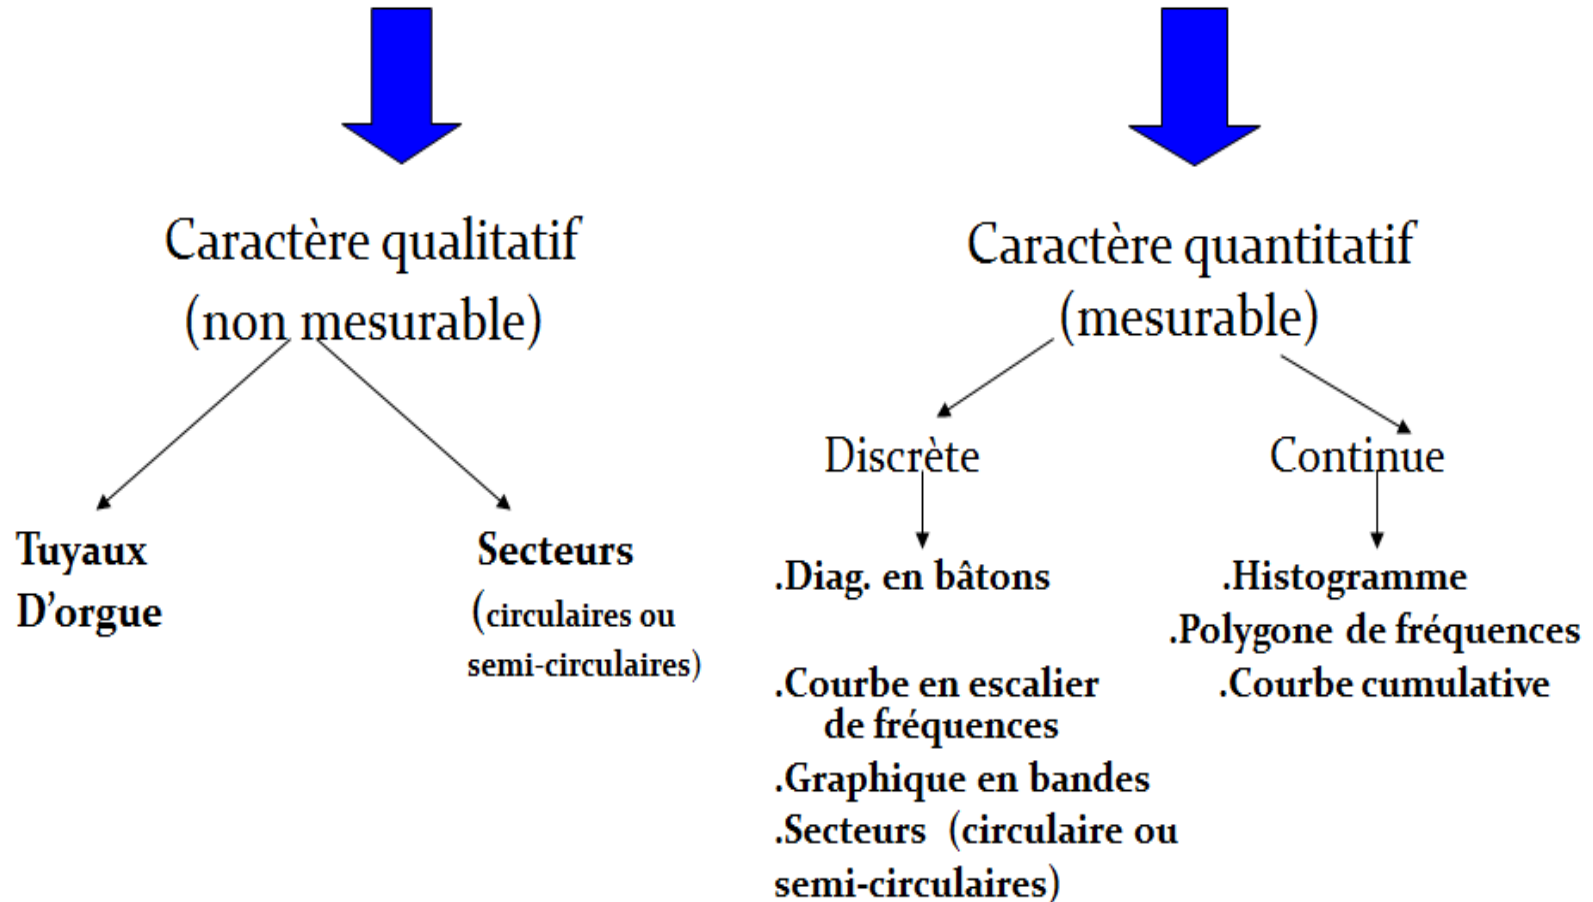 Caractère qualitatif
(non mesurable)
Tuyaux
D'orgue
Secteurs
(circulaires ou
semi-circulaires)
Caractère quantitatif
(mesurable)
Discrète
.Diag. en bâtons
.Courbe en escalier
de fréquences
.Graphique en bandes
.Secteurs (circulaire ou
semi-circulaires)
Continue
.Histogramme
.Polygone de fréquences
.Courbe cumulative